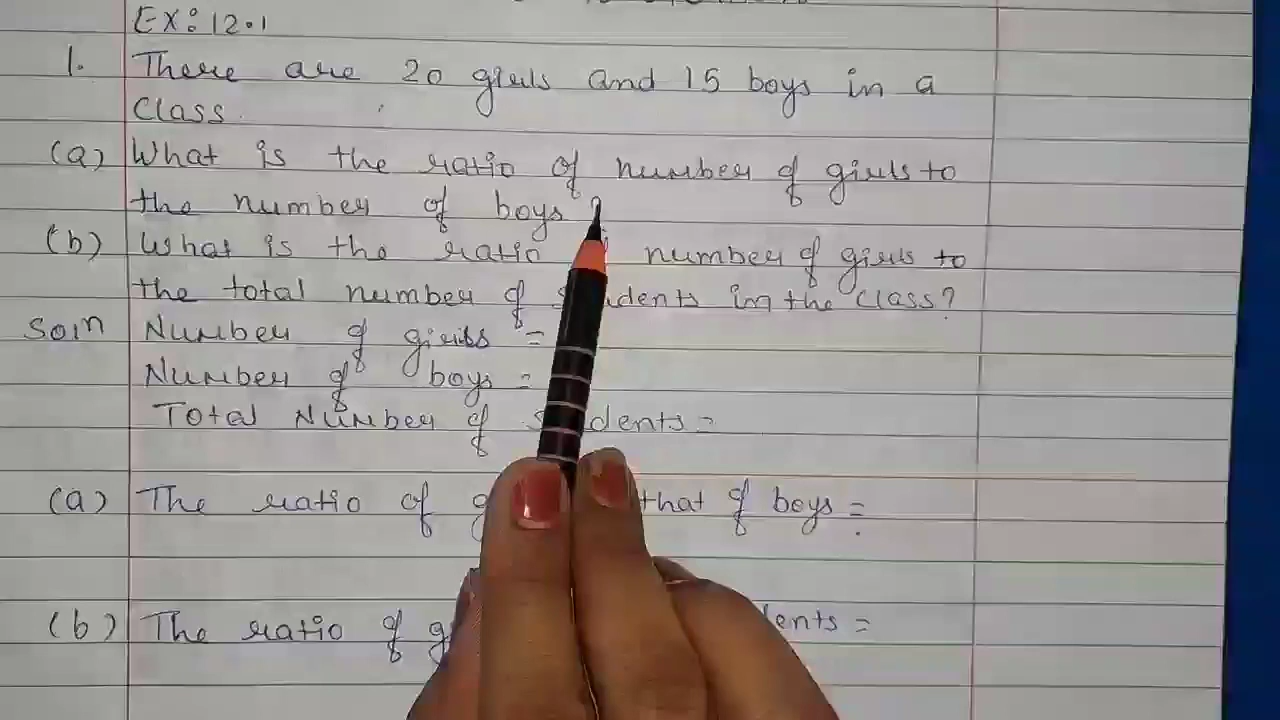 Ex: 12.1
1. There are 20 girls and 15 boys in a
Class.
(a) What is the ratio of number of girls to
the number of boys?
(b) What is the ratio number of girls to
the total number of students in the class?
Soln Number of girls =
Number of boys =
Total Number of students =
(a) The ratio of that of boys =
(b) The ratio of